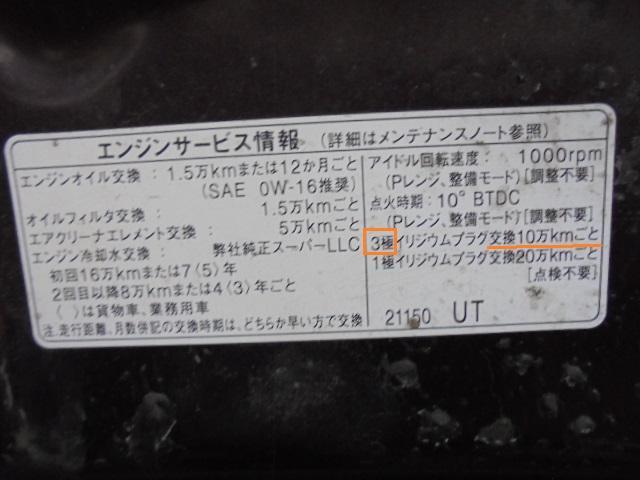 エンジンサービス情報 (詳細はメンテナンスノート参照)
エンジンオイル交換 : 1.5万kmまたは12か月ごと
(SAE 0W-16推奨)
オイルフィルタ交換 : 1.5万kmごと
エアクリーナエレメント交換 : 5万kmごと
エンジン冷却水交換 : 弊社純正スーパーLLC
初回16万kmまたは7(5)年
2回目以降8万kmまたは4(3)年ごと
( )は貨物車、業務用車
注.走行距離、月数併記の交換時期は、どちらか早い方で交換
アイドル回転速度 : 1000rpm
(Pレンジ、整備モード) [調整不要]
点火時期 : 10° BTDC
(Pレンジ、整備モード) [調整不要]
3極イリジウムプラグ交換10万kmごと
1極イリジウムプラグ交換20万kmごと
[点検不要]
21150 UT